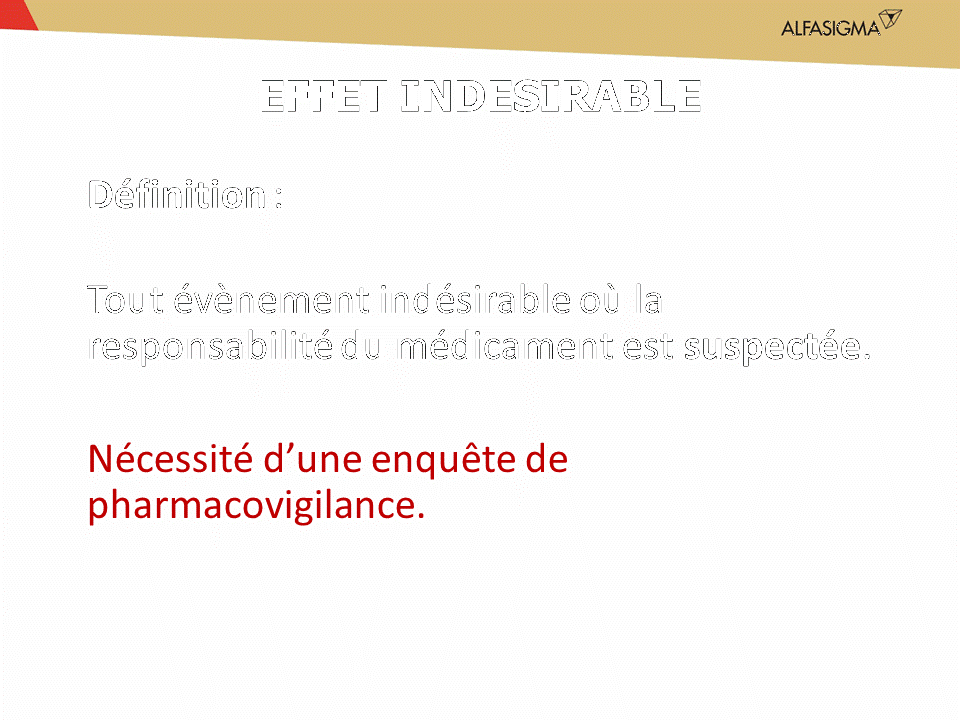 ALFASIGMA
EFFET INDESIRABLE
Définition :
Tout évènement indésirable où la
responsabilité du médicament est suspectée.
Nécessité d’une enquête de
pharmacovigilance.